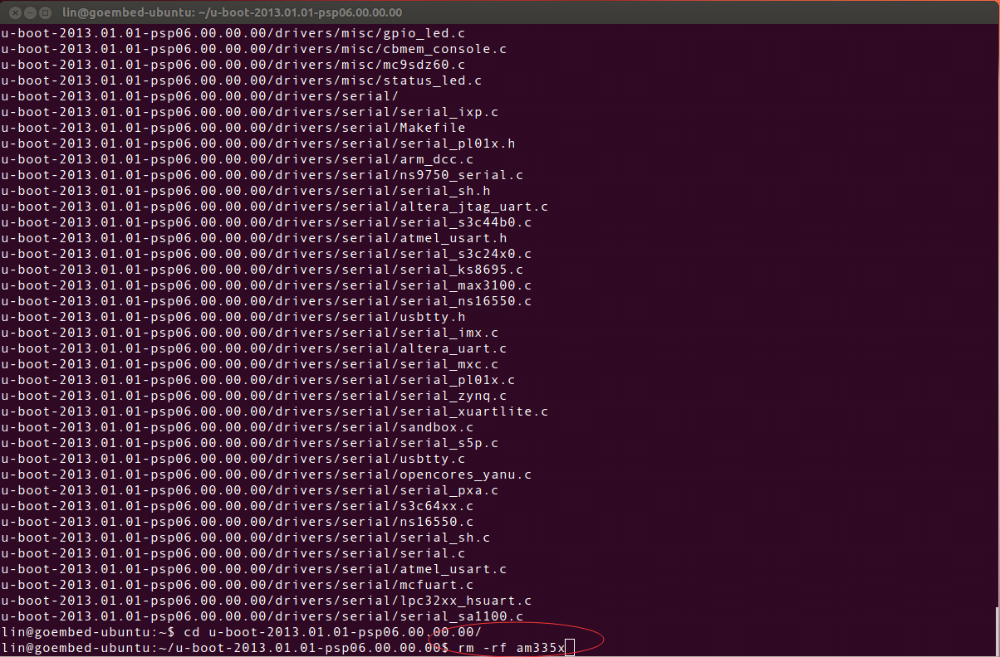 lin@goembed-ubuntu: ~/u-boot-2013.01.01-psp06.00.00.00
u-boot-2013.01.01-psp06.00.00.00/drivers/misc/gpio_led.c
u-boot-2013.01.01-psp06.00.00.00/drivers/misc/cbmem_console.c
u-boot-2013.01.01-psp06.00.00.00/drivers/misc/mc9sdz60.c
u-boot-2013.01.01-psp06.00.00.00/drivers/misc/status_led.c
u-boot-2013.01.01-psp06.00.00.00/drivers/serial/
u-boot-2013.01.01-psp06.00.00.00/drivers/serial/serial_ixp.c
u-boot-2013.01.01-psp06.00.00.00/drivers/serial/Makefile
u-boot-2013.01.01-psp06.00.00.00/drivers/serial/serial_pl01x.h
u-boot-2013.01.01-psp06.00.00.00/drivers/serial/arm_dcc.c
u-boot-2013.01.01-psp06.00.00.00/drivers/serial/ns9750_serial.c
u-boot-2013.01.01-psp06.00.00.00/drivers/serial/serial_sh.h
u-boot-2013.01.01-psp06.00.00.00/drivers/serial/altera_jtag_uart.c
u-boot-2013.01.01-psp06.00.00.00/drivers/serial/serial_s3c44b0.c
u-boot-2013.01.01-psp06.00.00.00/drivers/serial/atmel_usart.h
u-boot-2013.01.01-psp06.00.00.00/drivers/serial/serial_s3c24x0.c
u-boot-2013.01.01-psp06.00.00.00/drivers/serial/serial_ks8695.c
u-boot-2013.01.01-psp06.00.00.00/drivers/serial/serial_max3100.c
u-boot-2013.01.01-psp06.00.00.00/drivers/serial/serial_ns16550.c
u-boot-2013.01.01-psp06.00.00.00/drivers/serial/usbtty.h
u-boot-2013.01.01-psp06.00.00.00/drivers/serial/serial_imx.c
u-boot-2013.01.01-psp06.00.00.00/drivers/serial/altera_uart.c
u-boot-2013.01.01-psp06.00.00.00/drivers/serial/serial_mxc.c
u-boot-2013.01.01-psp06.00.00.00/drivers/serial/serial_pl01x.c
u-boot-2013.01.01-psp06.00.00.00/drivers/serial/serial_zynq.c
u-boot-2013.01.01-psp06.00.00.00/drivers/serial/serial_xuartlite.c
u-boot-2013.01.01-psp06.00.00.00/drivers/serial/sandbox.c
u-boot-2013.01.01-psp06.00.00.00/drivers/serial/serial_s5p.c
u-boot-2013.01.01-psp06.00.00.00/drivers/serial/usbtty.c
u-boot-2013.01.01-psp06.00.00.00/drivers/serial/opencores_yanu.c
u-boot-2013.01.01-psp06.00.00.00/drivers/serial/serial_pxa.c
u-boot-2013.01.01-psp06.00.00.00/drivers/serial/s3c64xx.c
u-boot-2013.01.01-psp06.00.00.00/drivers/serial/ns16550.c
u-boot-2013.01.01-psp06.00.00.00/drivers/serial/serial_sh.c
u-boot-2013.01.01-psp06.00.00.00/drivers/serial/serial.c
u-boot-2013.01.01-psp06.00.00.00/drivers/serial/atmel_usart.c
u-boot-2013.01.01-psp06.00.00.00/drivers/serial/mcfuart.c
u-boot-2013.01.01-psp06.00.00.00/drivers/serial/lpc32xx_hsuart.c
u-boot-2013.01.01-psp06.00.00.00/drivers/serial/serial_sa1100.c
lin@goembed-ubuntu:~$ cd u-boot-2013.01.01-psp06.00.00.00/
lin@goembed-ubuntu:~/u-boot-2013.01.01-psp06.00.00.00$ rm -rf am335x